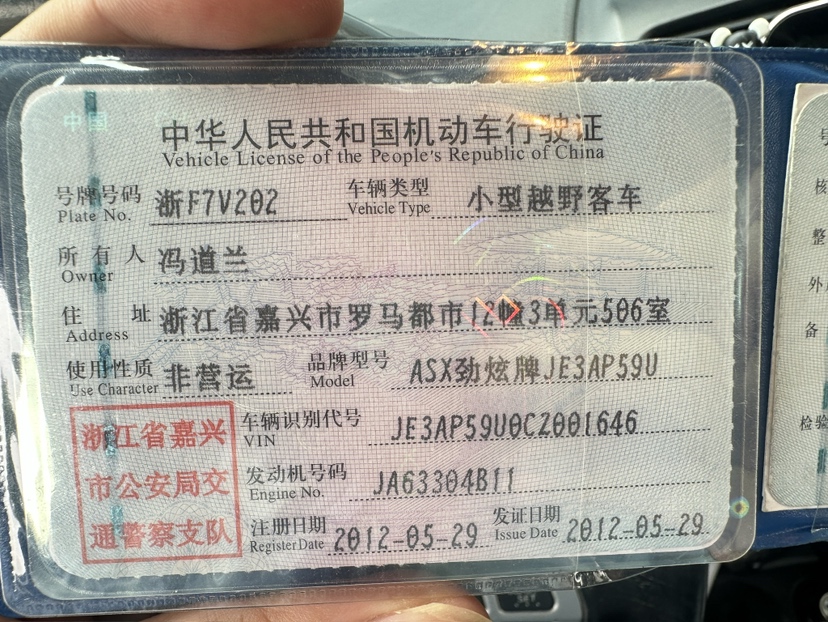 中国
中华人民共和国机动车行驶证
Vehicle License of the People's Republic of China
号牌号码 浙F7V202 车辆类型 小型越野客车
Plate No. Vehicle Type
所有人 冯道兰
Owner
住址 浙江省嘉兴市罗马都市12幢3单元506室
Address
使用性质 非营运 品牌型号 ASX劲炫牌JE3AP59U
Use Character Model
浙江省嘉兴
市公安局交
通警察支队
车辆识别代号 JE3AP59U0CZ001646
VIN
发动机号码 JA63304B11
Engine No.
注册日期 2012-05-29 发证日期 2012-05-29
Register Date Issue Date
号
核
整
外
备
检验